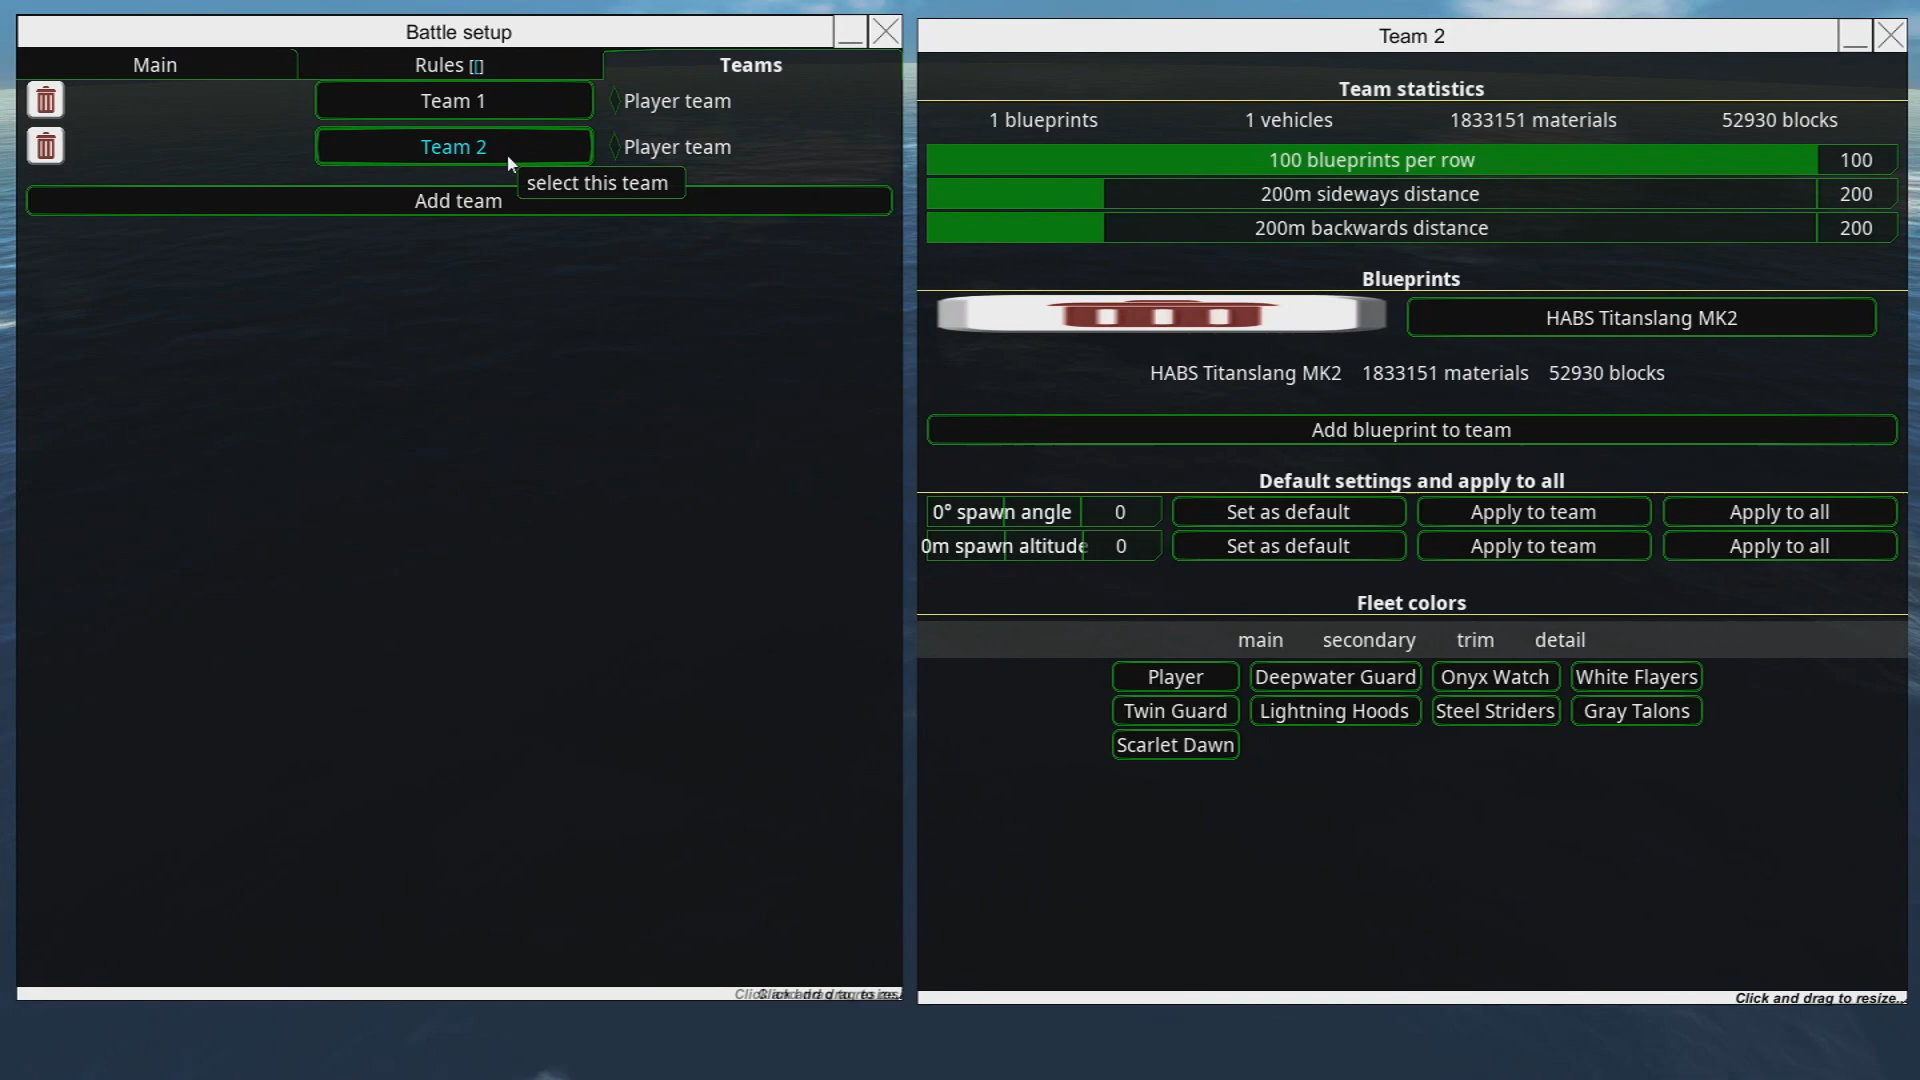 Battle setup
Main Rules [[] Teams
Team 1 Player team
Team 2 Player team
select this team
Add team
Team 2
Team statistics
1 blueprints 1 vehicles 1833151 materials 52930 blocks
100 blueprints per row 100
200m sideways distance 200
200m backwards distance 200
Blueprints
HABS Titanslang MK2
HABS Titanslang MK2 1833151 materials 52930 blocks
Add blueprint to team
Default settings and apply to all
0° spawn angle 0 Set as default Apply to team Apply to all
0m spawn altitude 0 Set as default Apply to team Apply to all
Fleet colors
main secondary trim detail
Player Deepwater Guard Onyx Watch White Flayers
Twin Guard Lightning Hoods Steel Striders Gray Talons
Scarlet Dawn
Click and drag to resize..